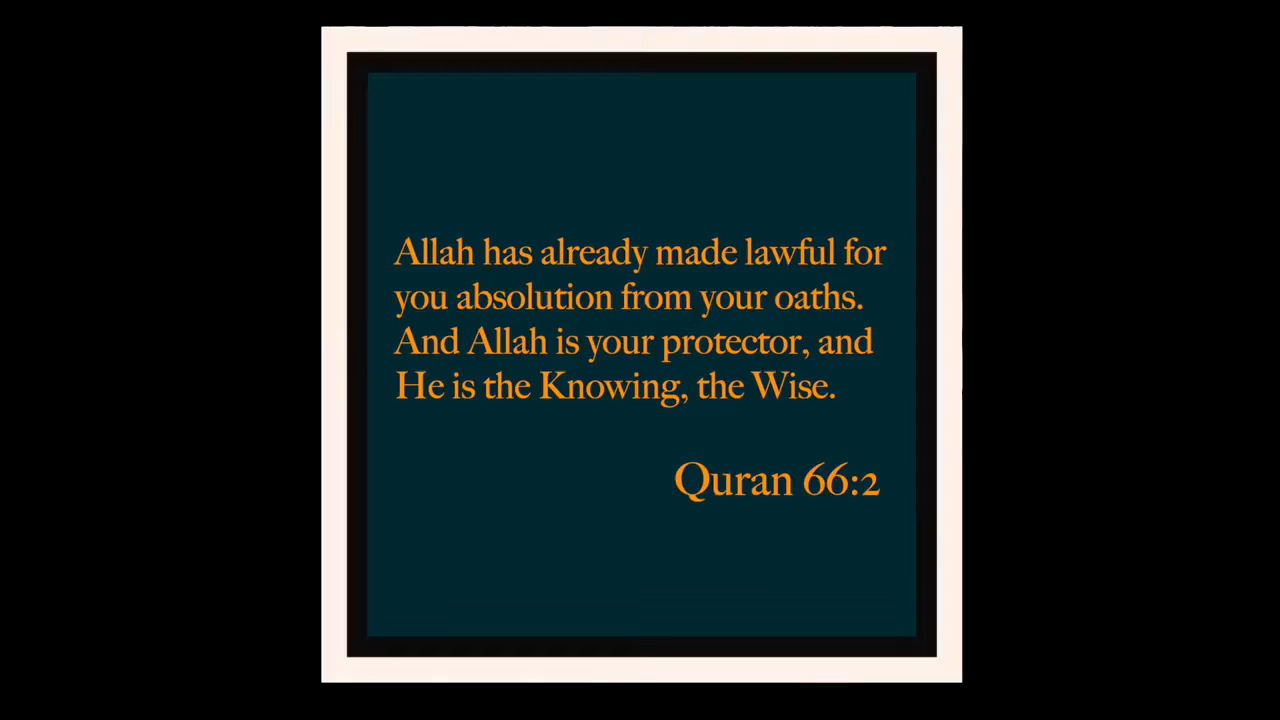 Allah has already made lawful for
you absolution from your oaths.
And Allah is your protector, and
He is the Knowing, the Wise.
Quran 66:2